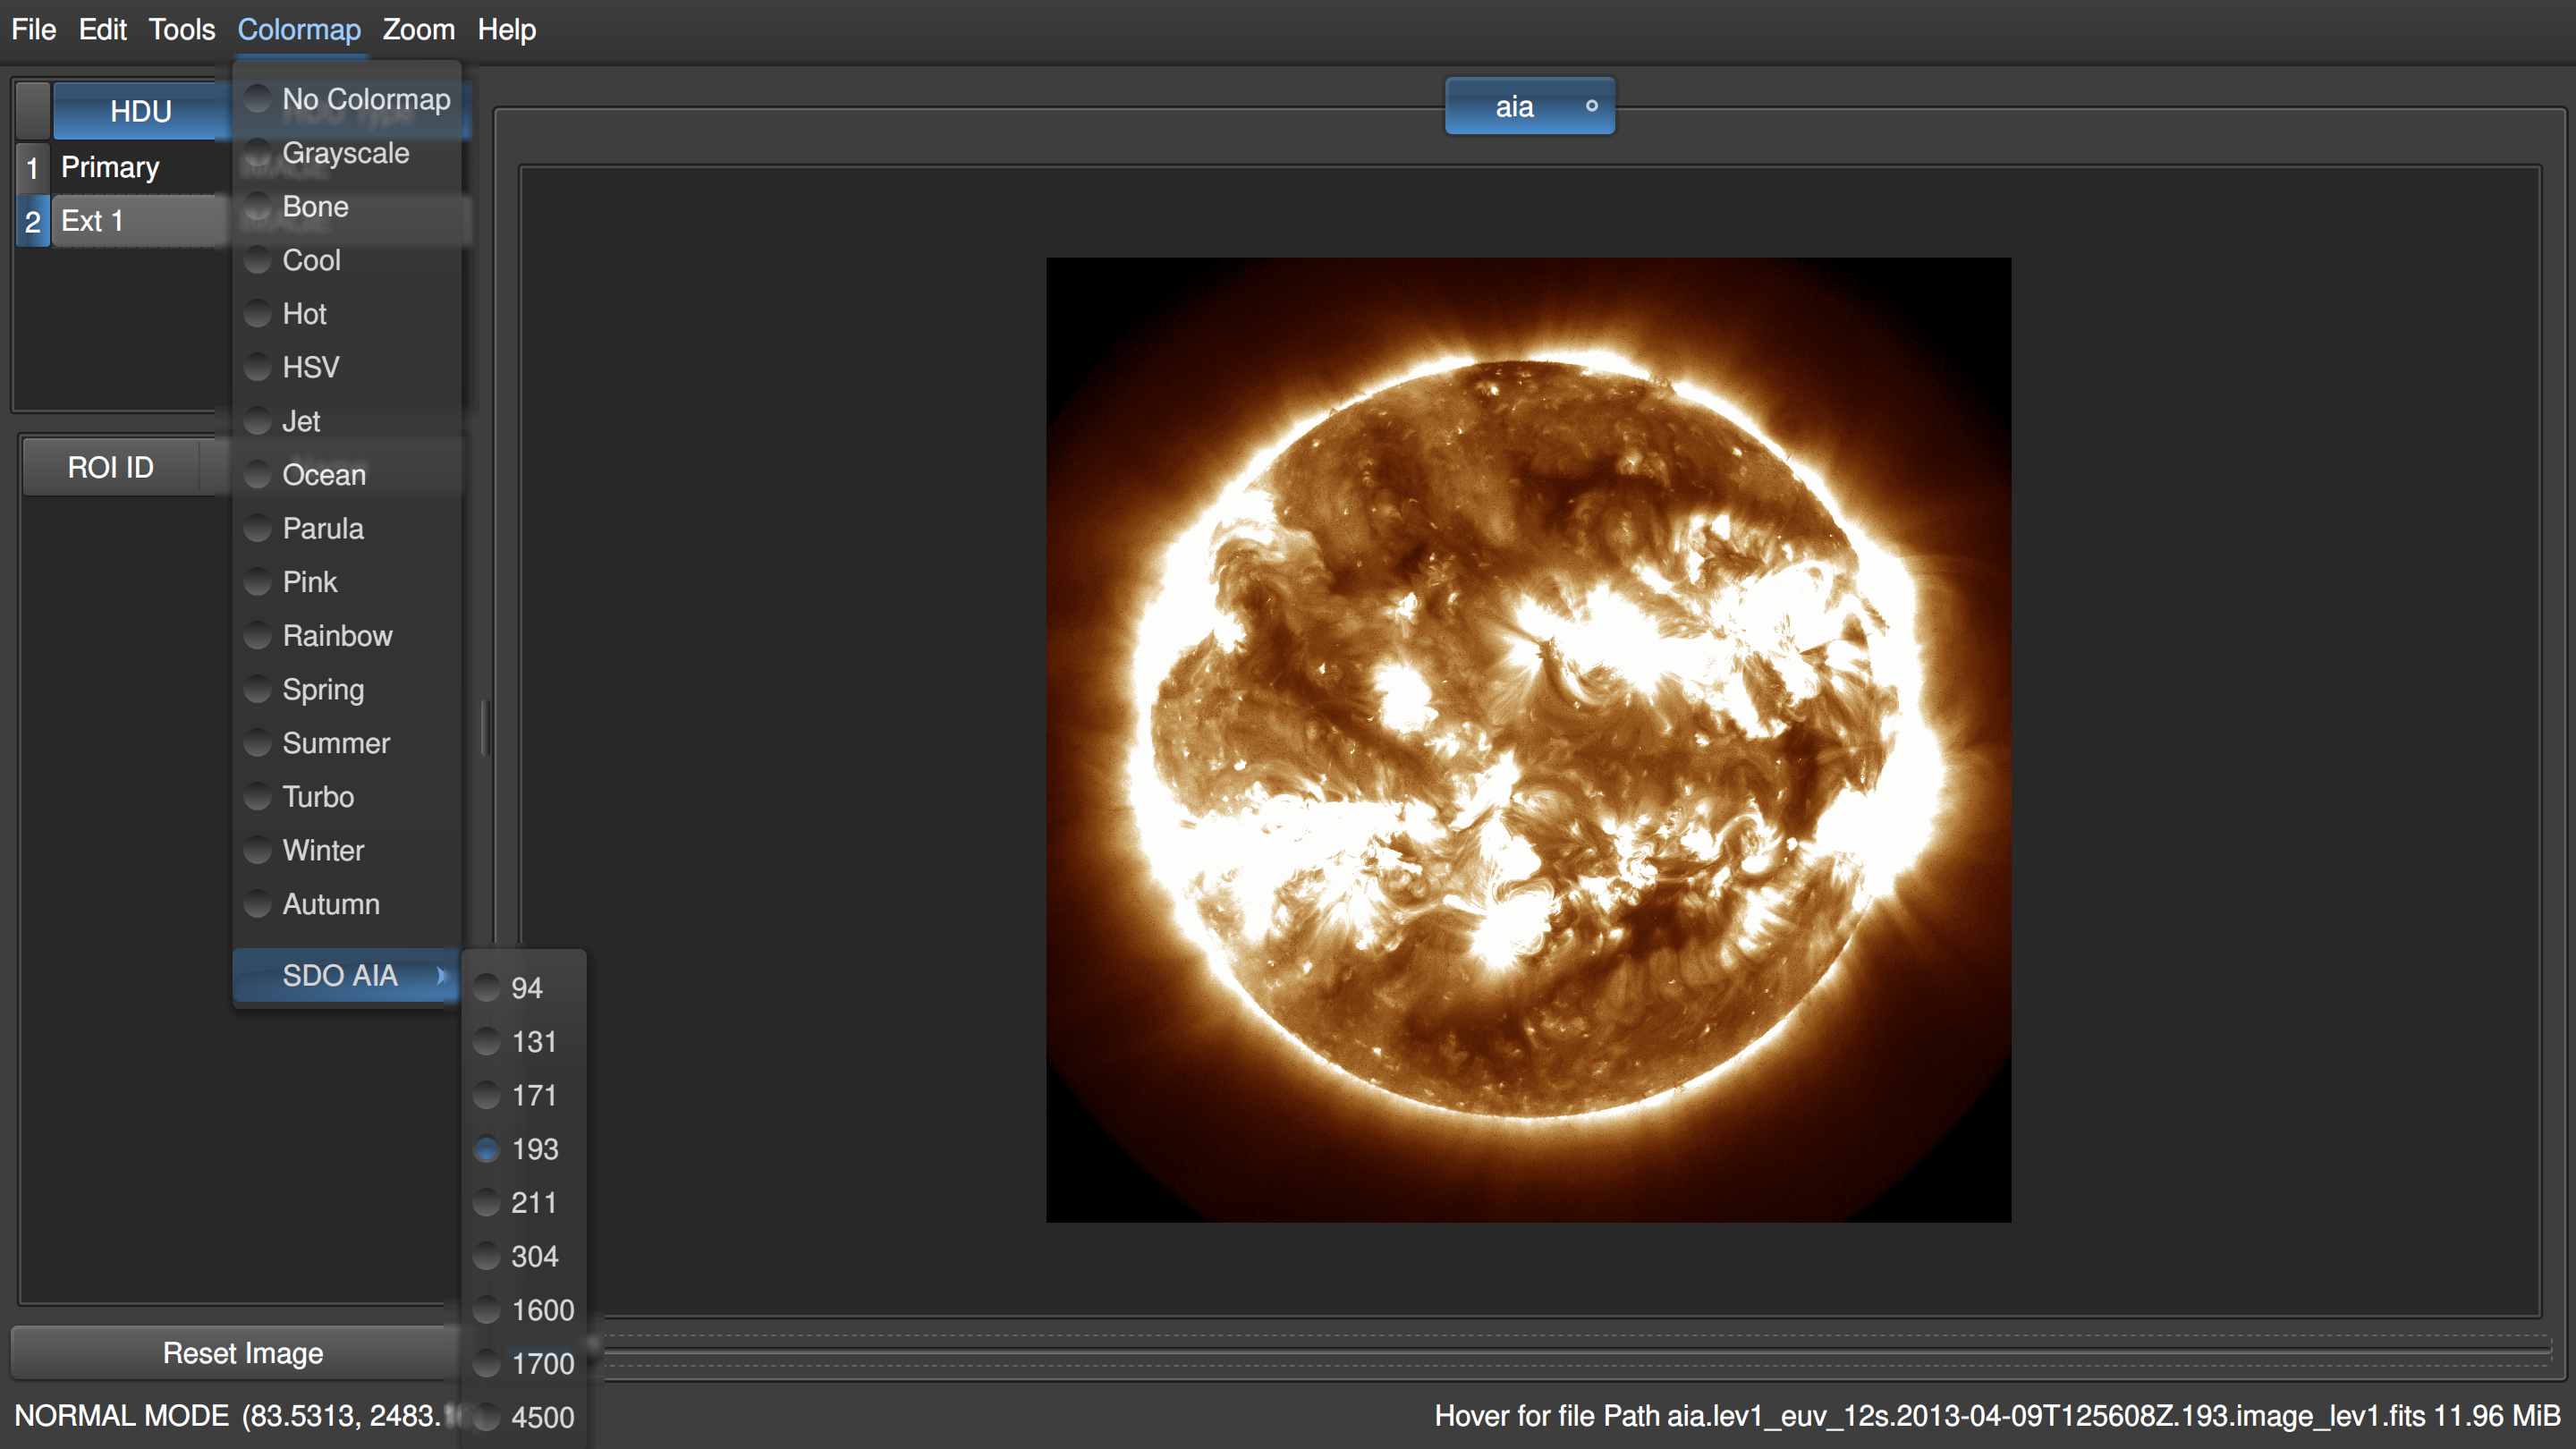 File Edit Tools Colormap Zoom Help
HDU
1 Primary
2 Ext 1
ROI ID
No Colormap
Grayscale
Bone
Cool
Hot
HSV
Jet
Ocean
Parula
Pink
Rainbow
Spring
Summer
Turbo
Winter
Autumn
SDO AIA
94
131
171
193
211
304
1600
1700
4500
aia
Reset Image
NORMAL MODE (83.5313, 2483.
Hover for file Path aia.lev1_euv_12s.2013-04-09T125608Z.193.image_lev1.fits 11.96 MiB